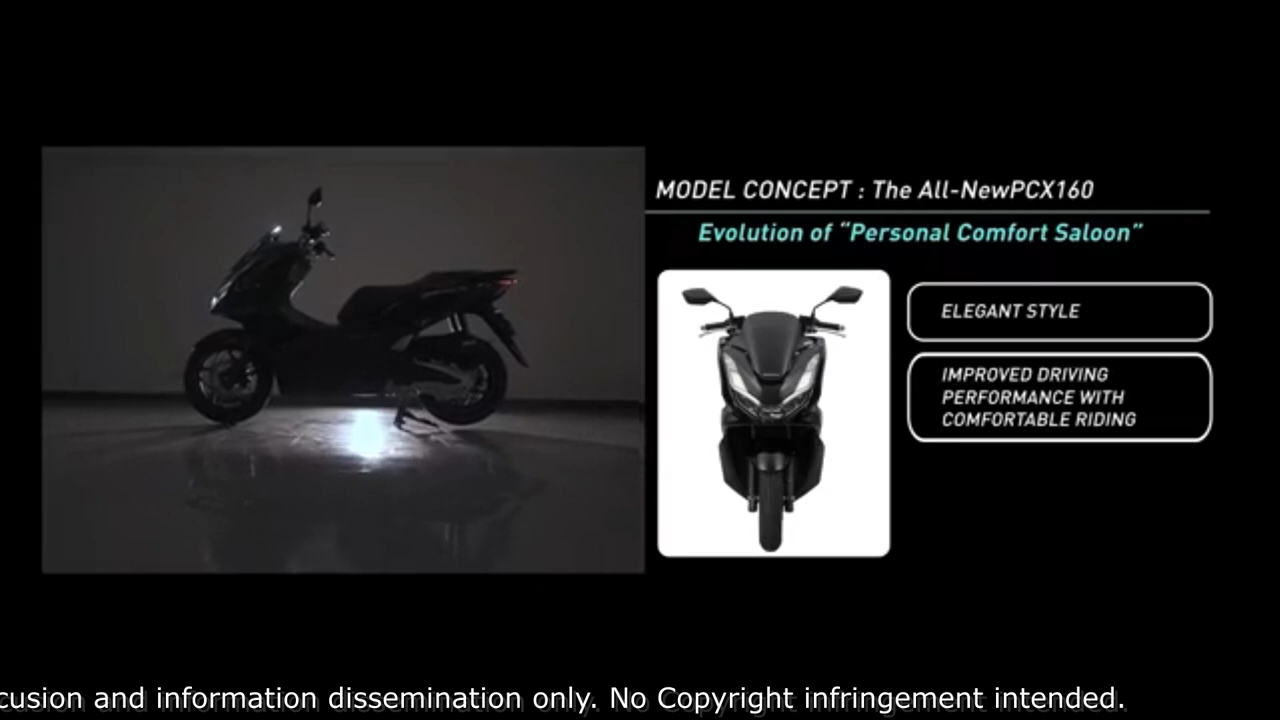 MODEL CONCEPT : The All-NewPCX160
Evolution of “Personal Comfort Saloon”
ELEGANT STYLE
IMPROVED DRIVING
PERFORMANCE WITH
COMFORTABLE RIDING
cusion and information dissemination only. No Copyright infringement intended.